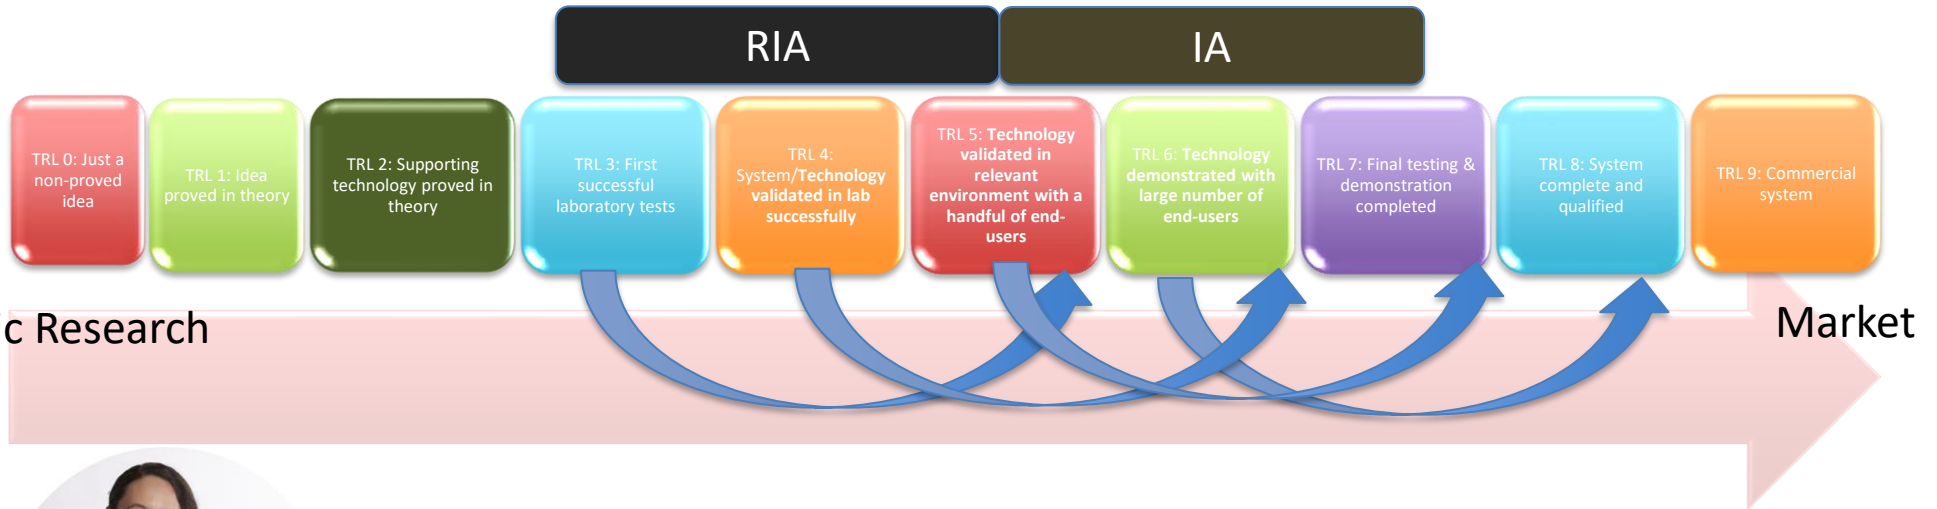 RIA
IA
TRL 0: Just a
non-proved
idea
TRL 1: Idea
proved in theory
TRL 2: Supporting
technology proved in
theory
TRL 3: First
successful
laboratory tests
TRL 4:
System/Technology
validated in lab
successfully
TRL 5: Technology
validated in
relevant
environment with a
handful of end-
users
TRL 6: Technology
demonstrated with
large number of
end-users
TRL 7: Final testing &
demonstration
completed
TRL 8: System
complete and
qualified
TRL 9: Commercial
system
c Research
Market